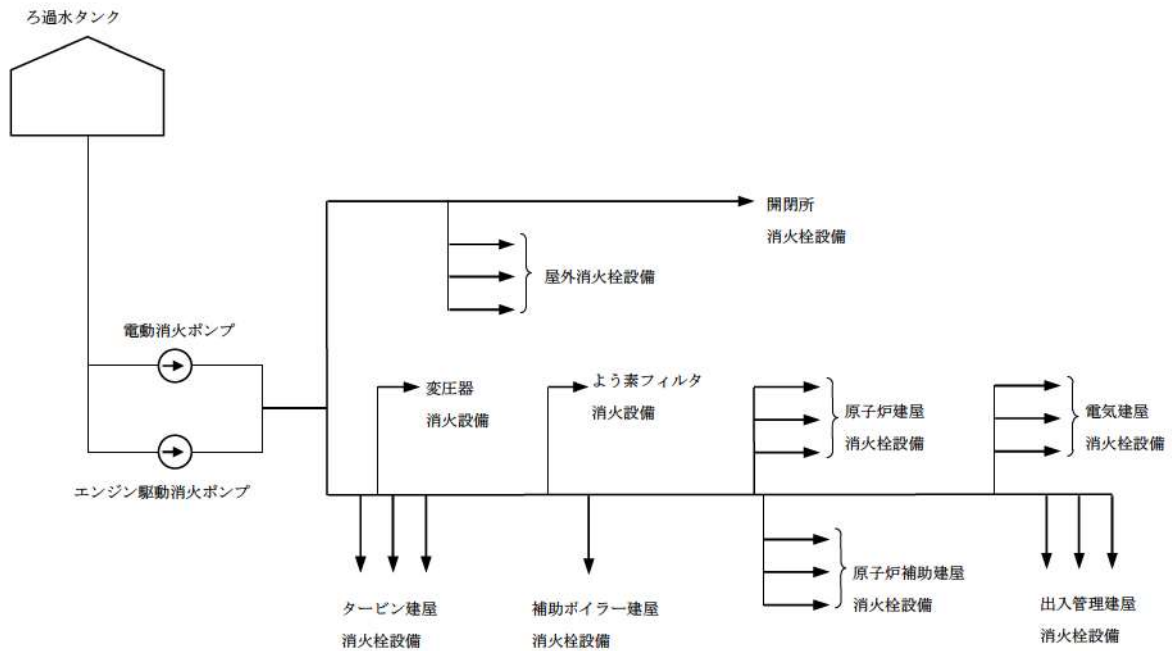 ろ過水タンク
開閉所
消火栓設備
屋外消火栓設備
電動消火ポンプ
変圧器
消火設備
よう素フィルタ
消火設備
原子炉建屋
消火栓設備
電気建屋
消火栓設備
エンジン駆動消火ポンプ
タービン建屋
消火栓設備
補助ボイラー建屋
消火栓設備
原子炉補助建屋
消火栓設備
出入管理建屋
消火栓設備